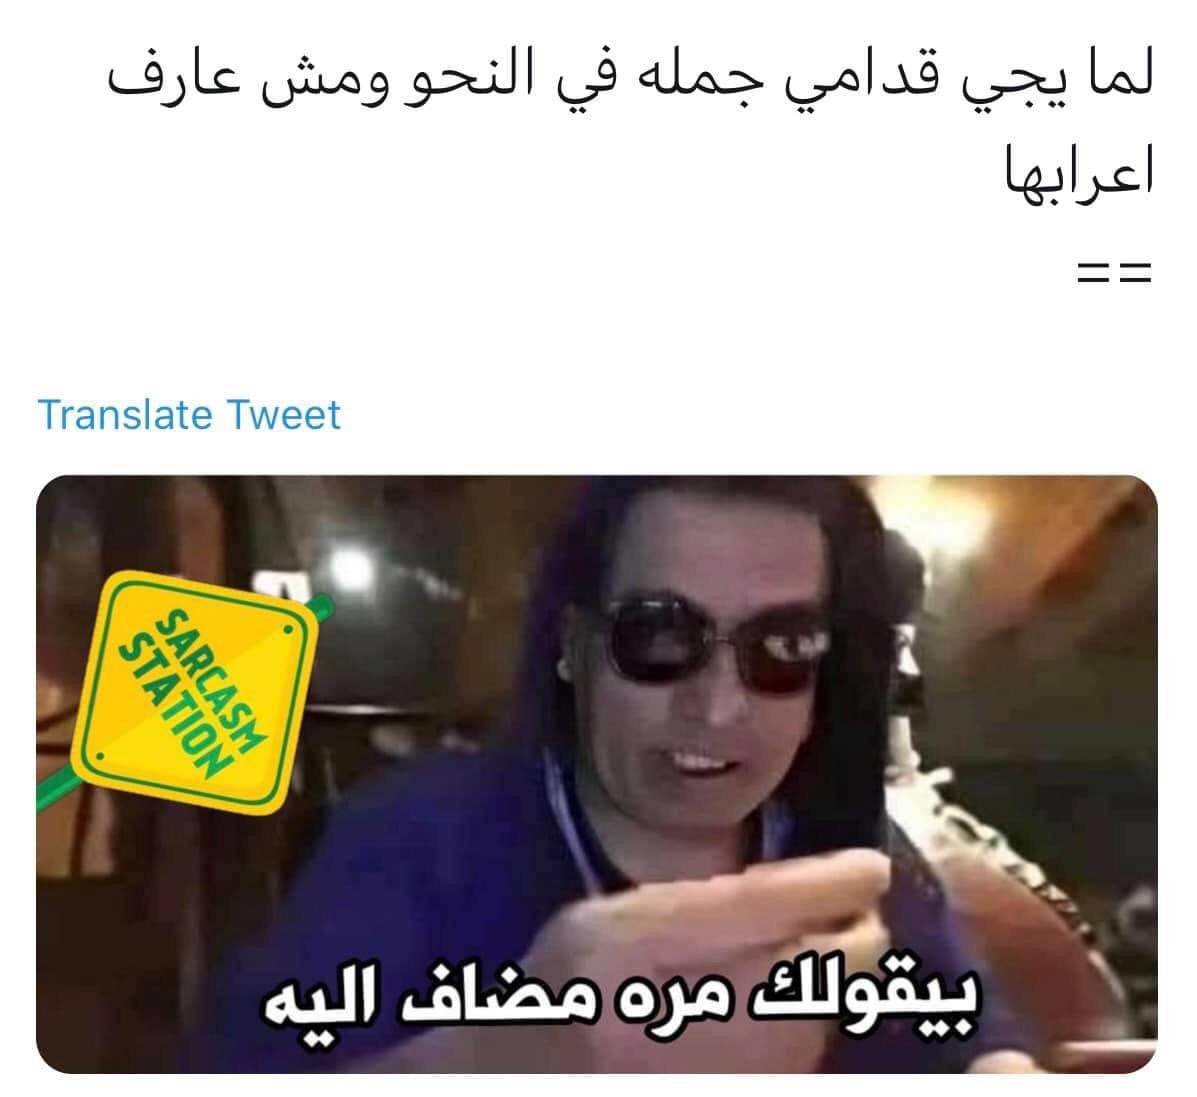 لما يجي قدامي جمله في النحو ومش عارف
اعرابها
==
Translate Tweet
SARCASM
STATION
بيقولك مره مضاف اليه